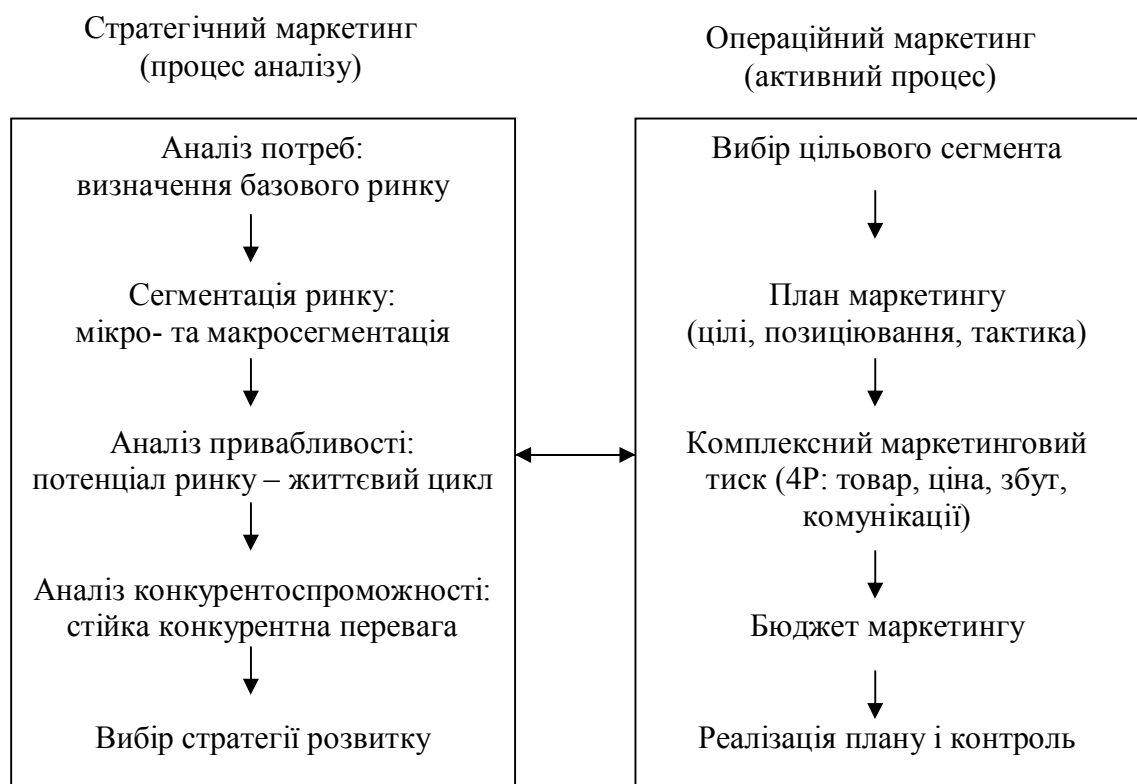 Стратегічний маркетинг
(процес аналізу)
Аналіз потреб:
визначення базового ринку
Сегментація ринку:
мікро- та макросегментація
Аналіз привабливості:
потенціал ринку – життєвий цикл
Аналіз конкурентоспроможності:
стійка конкурентна перевага
Вибір стратегії розвитку
Операційний маркетинг
(активний процес)
Вибір цільового сегмента
План маркетингу
(цілі, позиціювання, тактика)
Комплексний маркетинговий
тиск (4Р: товар, ціна, збут,
комунікації)
Бюджет маркетингу
Реалізація плану і контроль